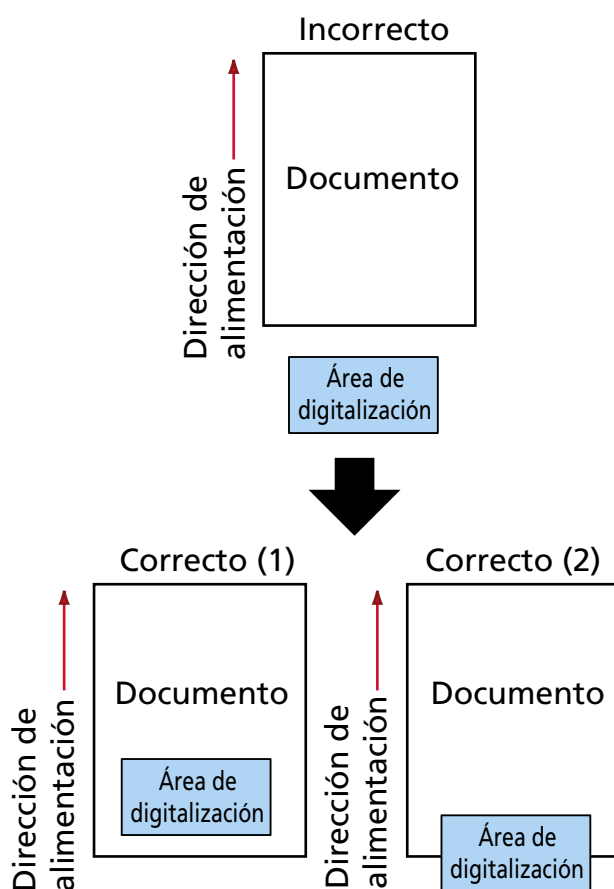 Incorrecto
Documento
Dirección de
alimentación
Área de
digitalización
Correcto (1)
Documento
Dirección de
alimentación
Área de
digitalización
Correcto (2)
Documento
Dirección de
alimentación
Área de
digitalización